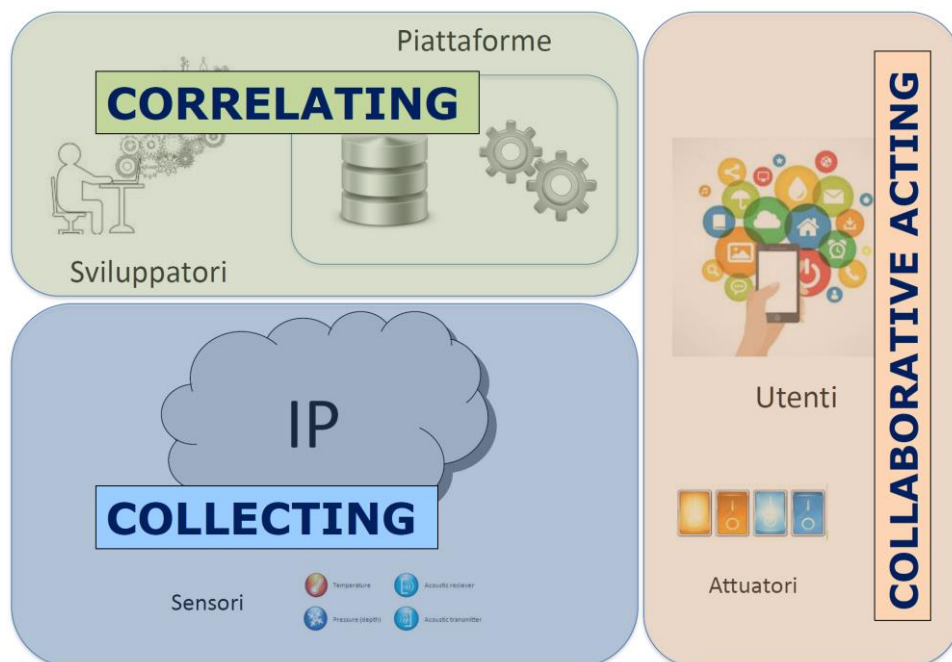 Piattaforme
CORRELATING
Sviluppatori
IP
COLLECTING
Sensori
Temperature
Acoustic reciever
Pressure (depth)
Acoustic transmitter
Utenti
Attuatori
COLLABORATIVE ACTING